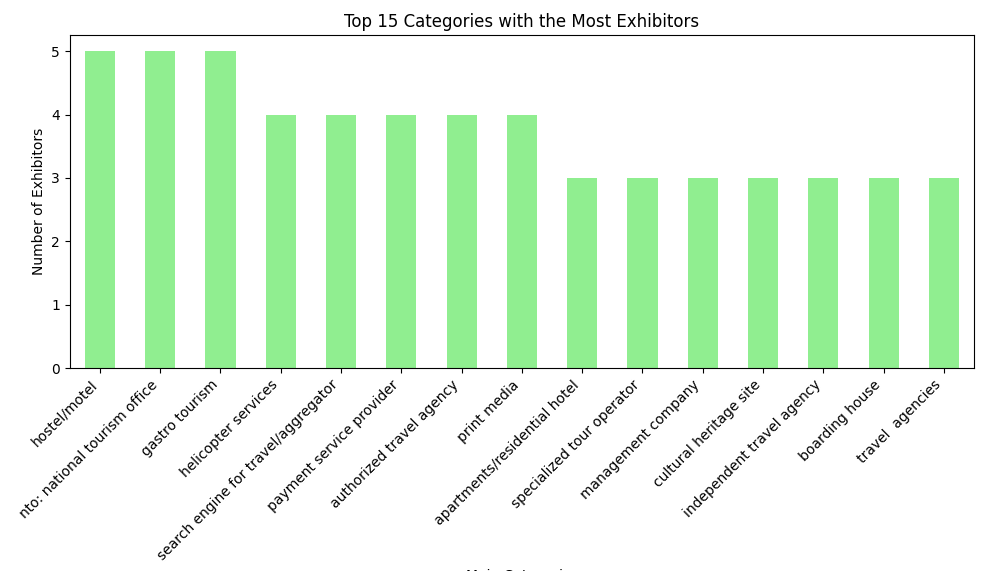 Top 15 Categories with the Most Exhibitors
Number of Exhibitors
5
4
3
2
1
0
hostel/motel
nto: national tourism office
gastro tourism
helicopter services
search engine for travel/aggregator
payment service provider
authorized travel agency
print media
apartments/residential hotel
specialized tour operator
management company
cultural heritage site
independent travel agency
boarding house
travel  agencies